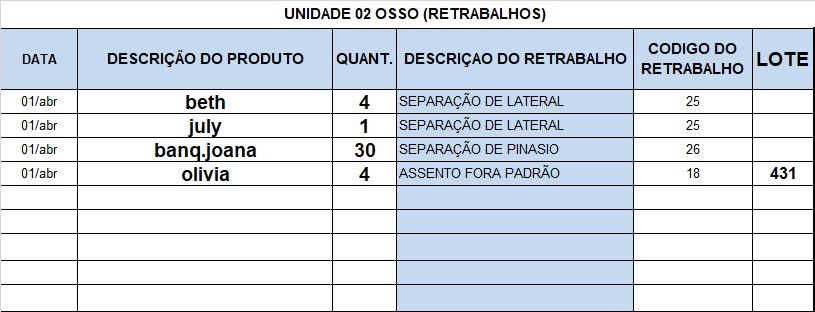 UNIDADE 02 OSSO (RETRABALHOS)
DATA DESCRIÇÃO DO PRODUTO QUANT. DESCRIÇAO DO RETRABALHO CODIGO DO RETRABALHO LOTE
01/abr beth 4 SEPARAÇÃO DE LATERAL 25
01/abr july 1 SEPARAÇÃO DE LATERAL 25
01/abr banq.joana 30 SEPARAÇÃO DE PINASIO 26
01/abr olivia 4 ASSENTO FORA PADRÃO 18 431